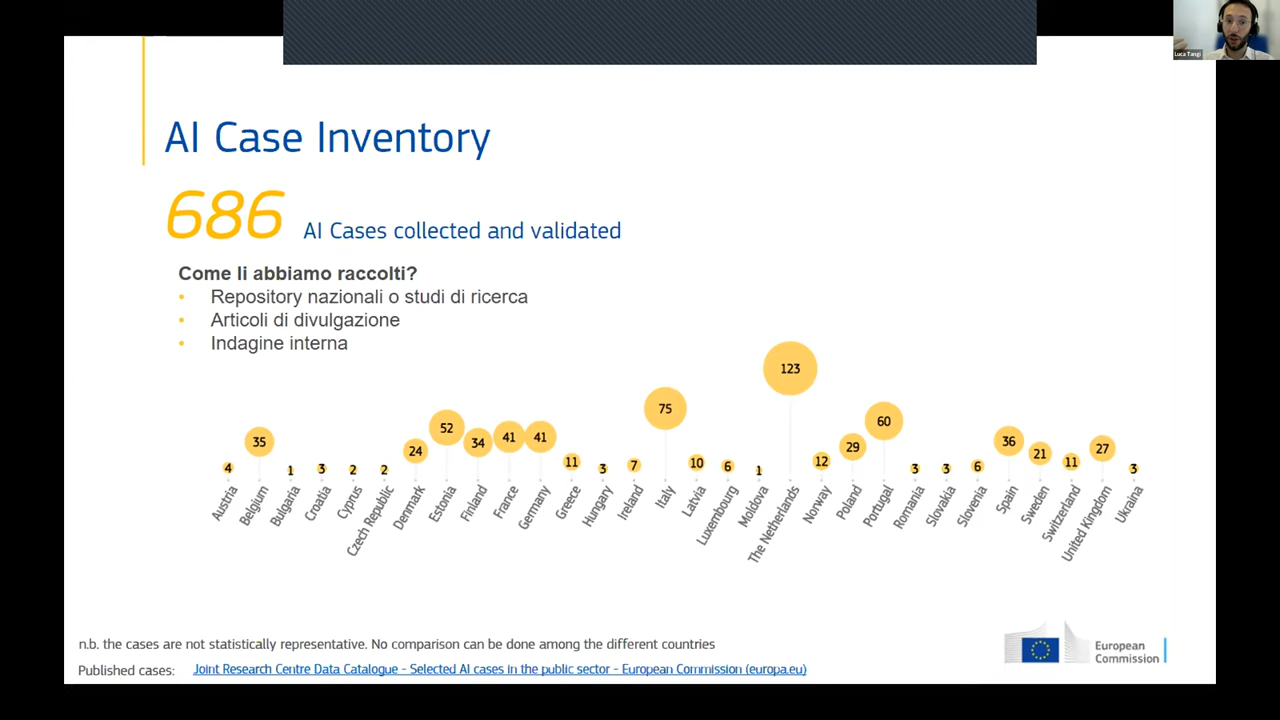 Luca Tangi
AI Case Inventory
686 AI Cases collected and validated
Come li abbiamo raccolti?
• Repository nazionali o studi di ricerca
• Articoli di divulgazione
• Indagine interna
4
35
1
3
2
2
24
52
34
41
41
11
3
7
75
10
6
1
123
12
29
60
3
3
6
36
21
11
27
3
Austria
Belgium
Bulgaria
Croatia
Cyprus
Czech Republic
Denmark
Estonia
Finland
France
Germany
Greece
Hungary
Ireland
Italy
Latvia
Luxembourg
Moldova
The Netherlands
Norway
Poland
Portugal
Romania
Slovakia
Slovenia
Spain
Sweden
Switzerland
United Kingdom
Ukraina
n.b. the cases are not statistically representative. No comparison can be done among the different countries
Published cases: Joint Research Centre Data Catalogue - Selected AI cases in the public sector - European Commission (europa.eu)
European
Commission